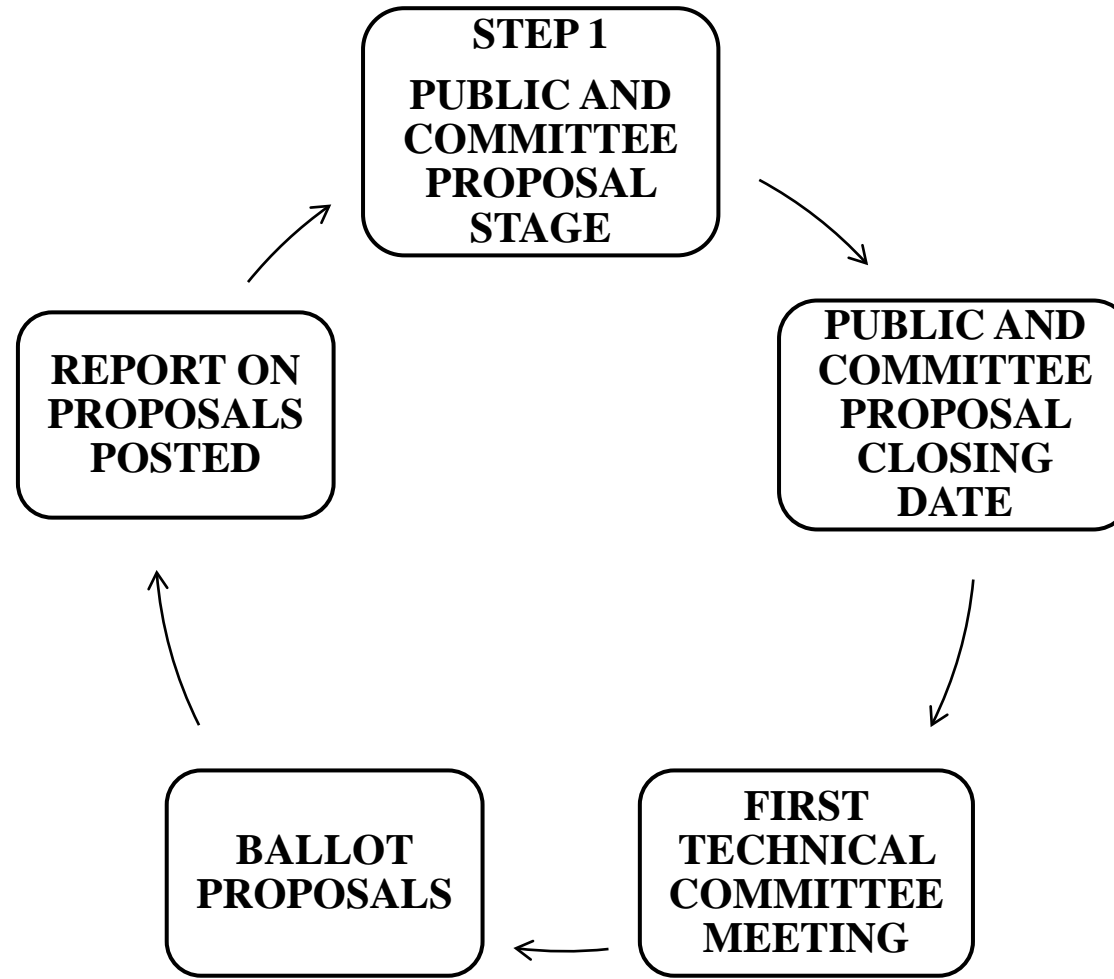 STEP 1
PUBLIC AND
COMMITTEE
PROPOSAL
STAGE
PUBLIC AND
COMMITTEE
PROPOSAL
CLOSING
DATE
FIRST
TECHNICAL
COMMITTEE
MEETING
BALLOT
PROPOSALS
REPORT ON
PROPOSALS
POSTED